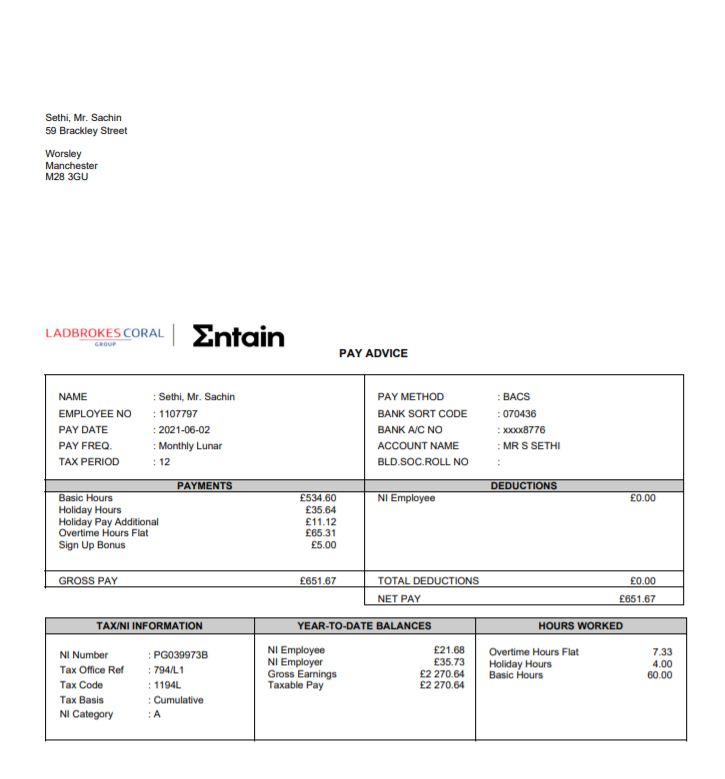 Sethi, Mr. Sachin
59 Brackley Street
Worsley
Manchester
M28 3GU
LADBROKES CORAL
GROUP
Σntain
PAY ADVICE
NAME : Sethi, Mr. Sachin
EMPLOYEE NO : 1107797
PAY DATE : 2021-06-02
PAY FREQ. : Monthly Lunar
TAX PERIOD : 12
PAY METHOD : BACS
BANK SORT CODE : 070436
BANK A/C NO : xxxx8776
ACCOUNT NAME : MR S SETHI
BLD.SOC.ROLL NO :
PAYMENTS
Basic Hours £534.60
Holiday Hours £35.64
Holiday Pay Additional £11.12
Overtime Hours Flat £65.31
Sign Up Bonus £5.00
GROSS PAY £651.67
DEDUCTIONS
NI Employee £0.00
TOTAL DEDUCTIONS £0.00
NET PAY £651.67
TAX/NI INFORMATION
NI Number : PG039973B
Tax Office Ref : 794/L1
Tax Code : 1194L
Tax Basis : Cumulative
NI Category : A
YEAR-TO-DATE BALANCES
NI Employee £21.68
NI Employer £35.73
Gross Earnings £2 270.64
Taxable Pay £2 270.64
HOURS WORKED
Overtime Hours Flat 7.33
Holiday Hours 4.00
Basic Hours 60.00